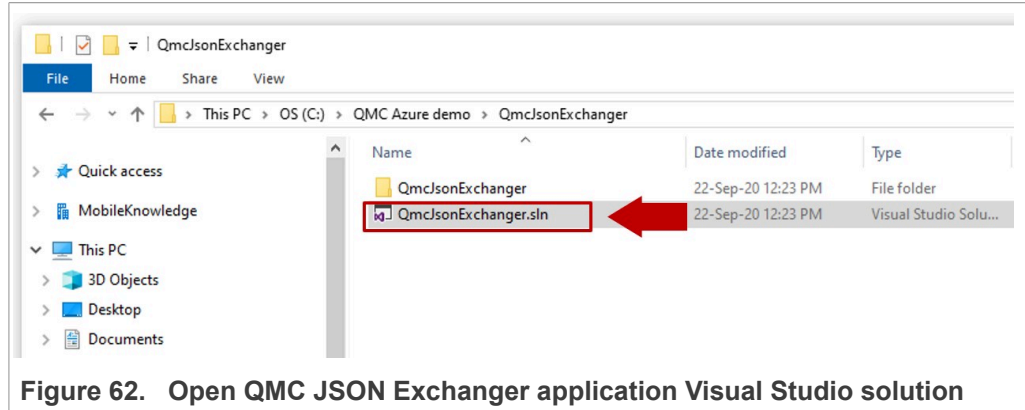 QmcJsonExchanger
File Home Share View
This PC > OS (C:) > QMC Azure demo > QmcJsonExchanger
Name Date modified Type
Quick access
QmcJsonExchanger 22-Sep-20 12:23 PM File folder
MobileKnowledge
QmcJsonExchanger.sln 22-Sep-20 12:23 PM Visual Studio Solu...
This PC
3D Objects
Desktop
Documents
Figure 62. Open QMC JSON Exchanger application Visual Studio solution